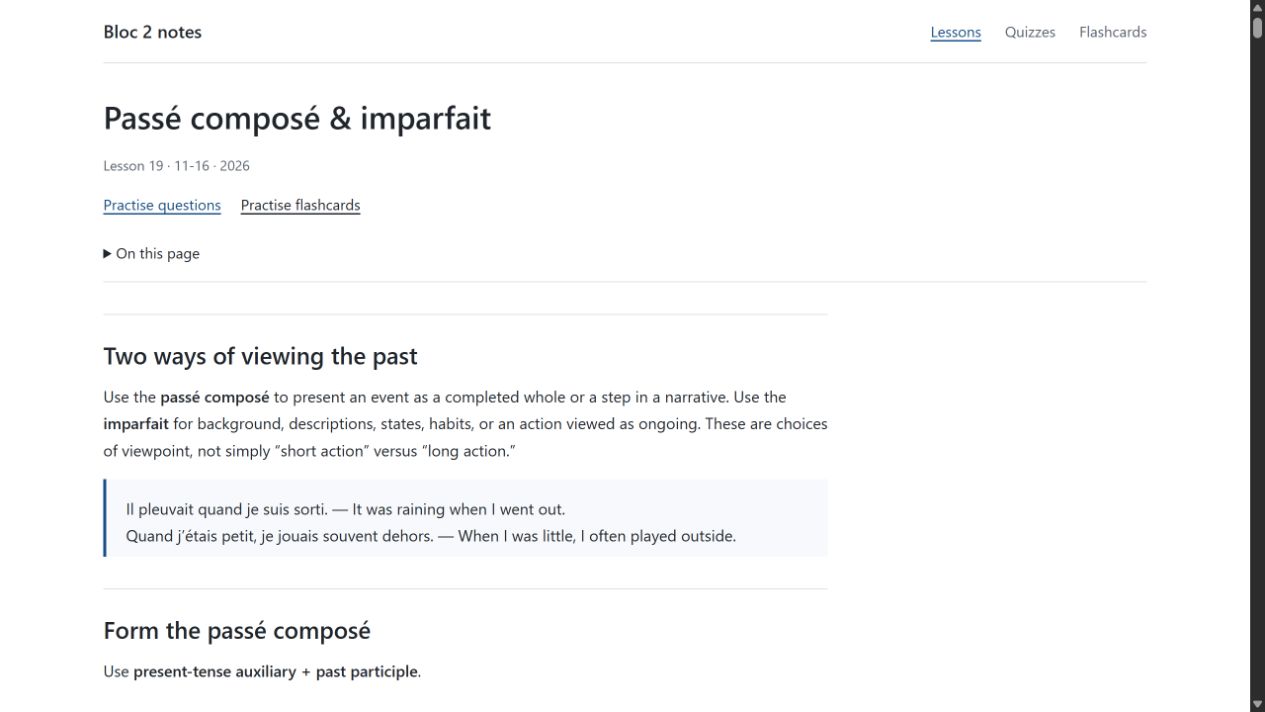 Bloc 2 notes
Lessons Quizzes Flashcards
Passé composé & imparfait
Lesson 19 · 11-16 · 2026
Practise questions Practise flashcards
On this page
Two ways of viewing the past
Use the passé composé to present an event as a completed whole or a step in a narrative. Use the
imparfait for background, descriptions, states, habits, or an action viewed as ongoing. These are choices
of viewpoint, not simply “short action” versus “long action.”
Il pleuvait quand je suis sorti. — It was raining when I went out.
Quand j’étais petit, je jouais souvent dehors. — When I was little, I often played outside.
Form the passé composé
Use present-tense auxiliary + past participle.